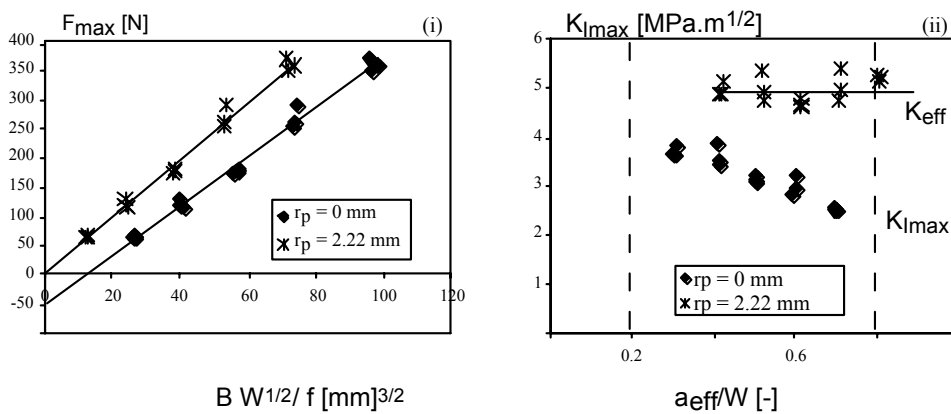 F_max [N]
(i)
400
350
300
250
200
150
100
50
0
-50
0
20
40
60
80
100
120
r_p = 0 mm
r_p = 2.22 mm
B W^1/2 / f [mm]^3/2
K_Imax [MPa.m^1/2]
(ii)
6
5
4
3
2
1
0.2
0.6
K_eff
K_Imax
rp = 0 mm
rp = 2.22 mm
a_eff/W [-]